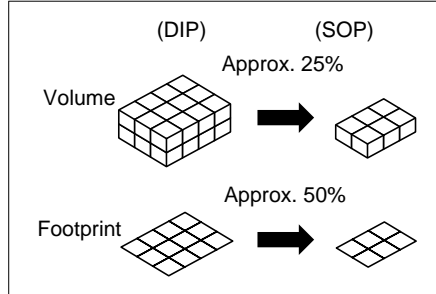 (DIP) (SOP)
Approx. 25%
Volume
Approx. 50%
Footprint